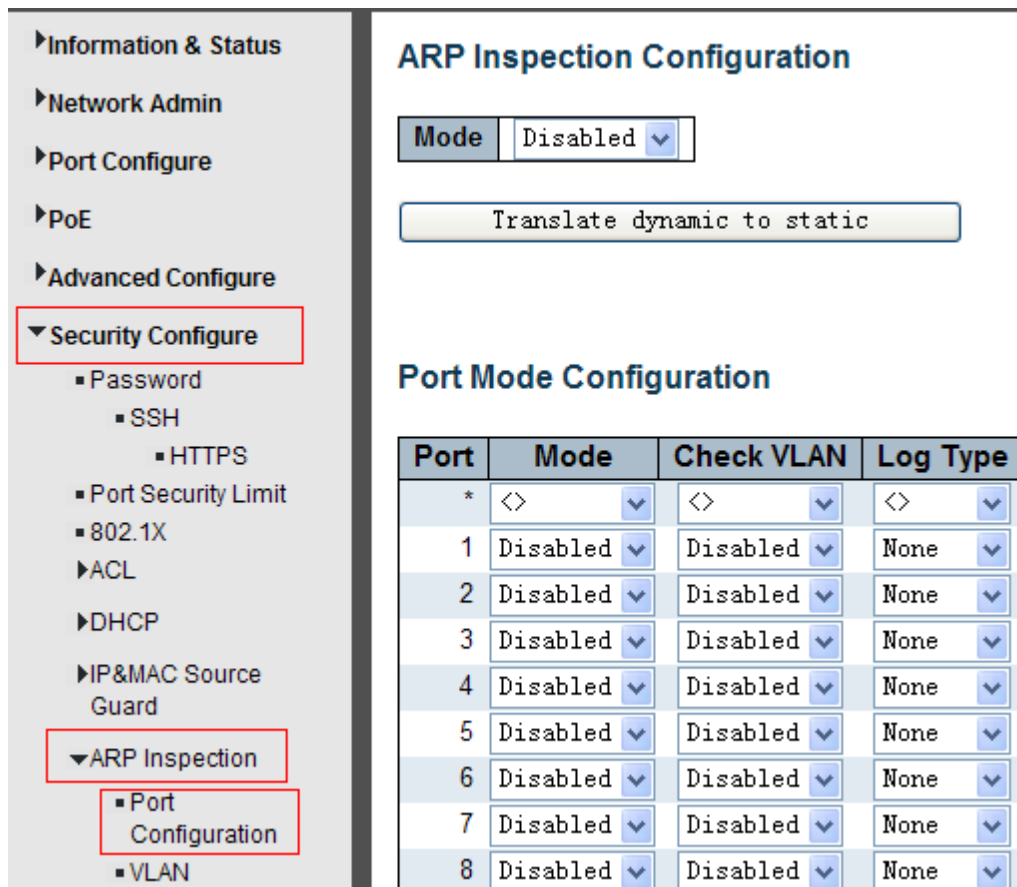 Information & Status
Network Admin
Port Configure
PoE
Advanced Configure
Security Configure
Password
SSH
HTTPS
Port Security Limit
802.1X
ACL
DHCP
IP&MAC Source
Guard
ARP Inspection
Port
Configuration
VLAN
ARP Inspection Configuration
Mode Disabled
Translate dynamic to static
Port Mode Configuration
Port Mode Check VLAN Log Type
* <> <> <>
1 Disabled Disabled None
2 Disabled Disabled None
3 Disabled Disabled None
4 Disabled Disabled None
5 Disabled Disabled None
6 Disabled Disabled None
7 Disabled Disabled None
8 Disabled Disabled None